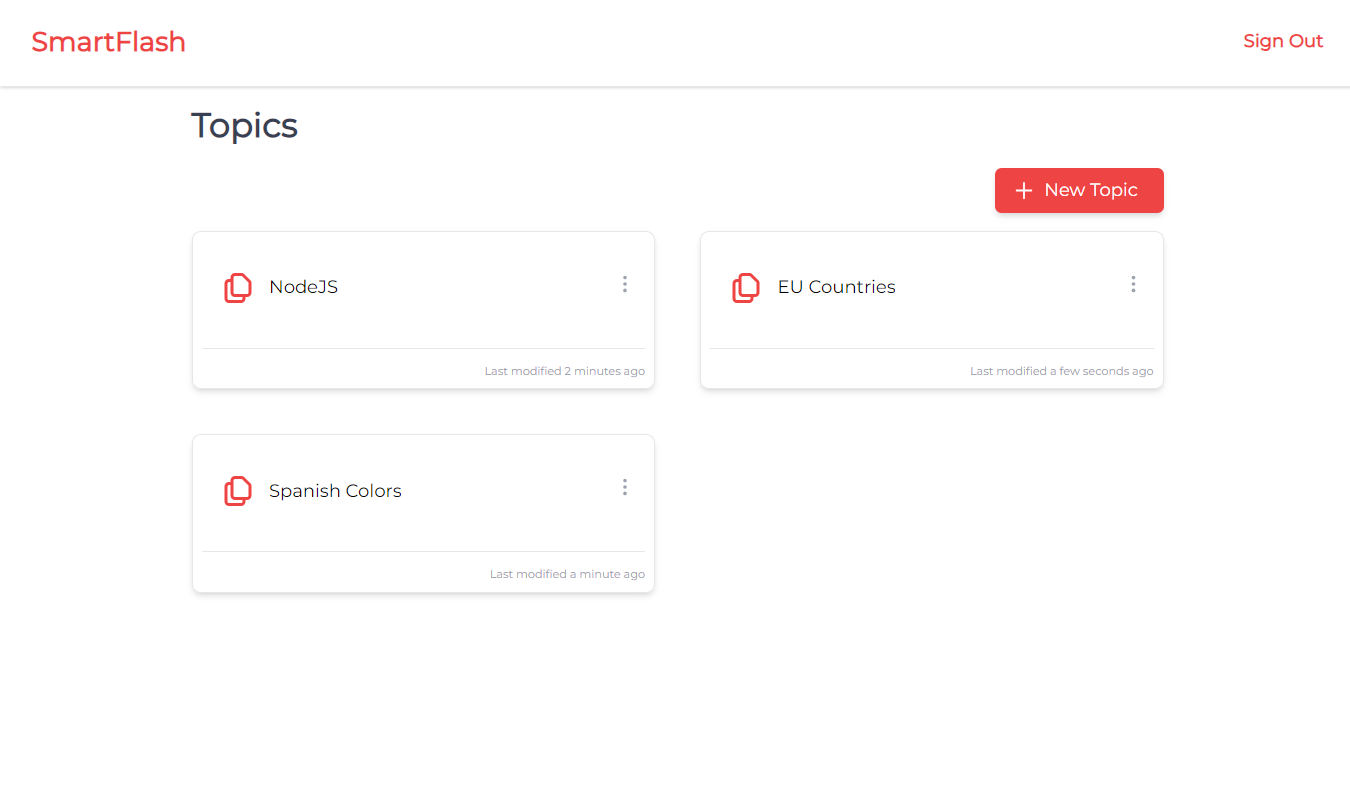 SmartFlash
Sign Out
Topics
New Topic
NodeJS
Last modified 2 minutes ago
EU Countries
Last modified a few seconds ago
Spanish Colors
Last modified a minute ago